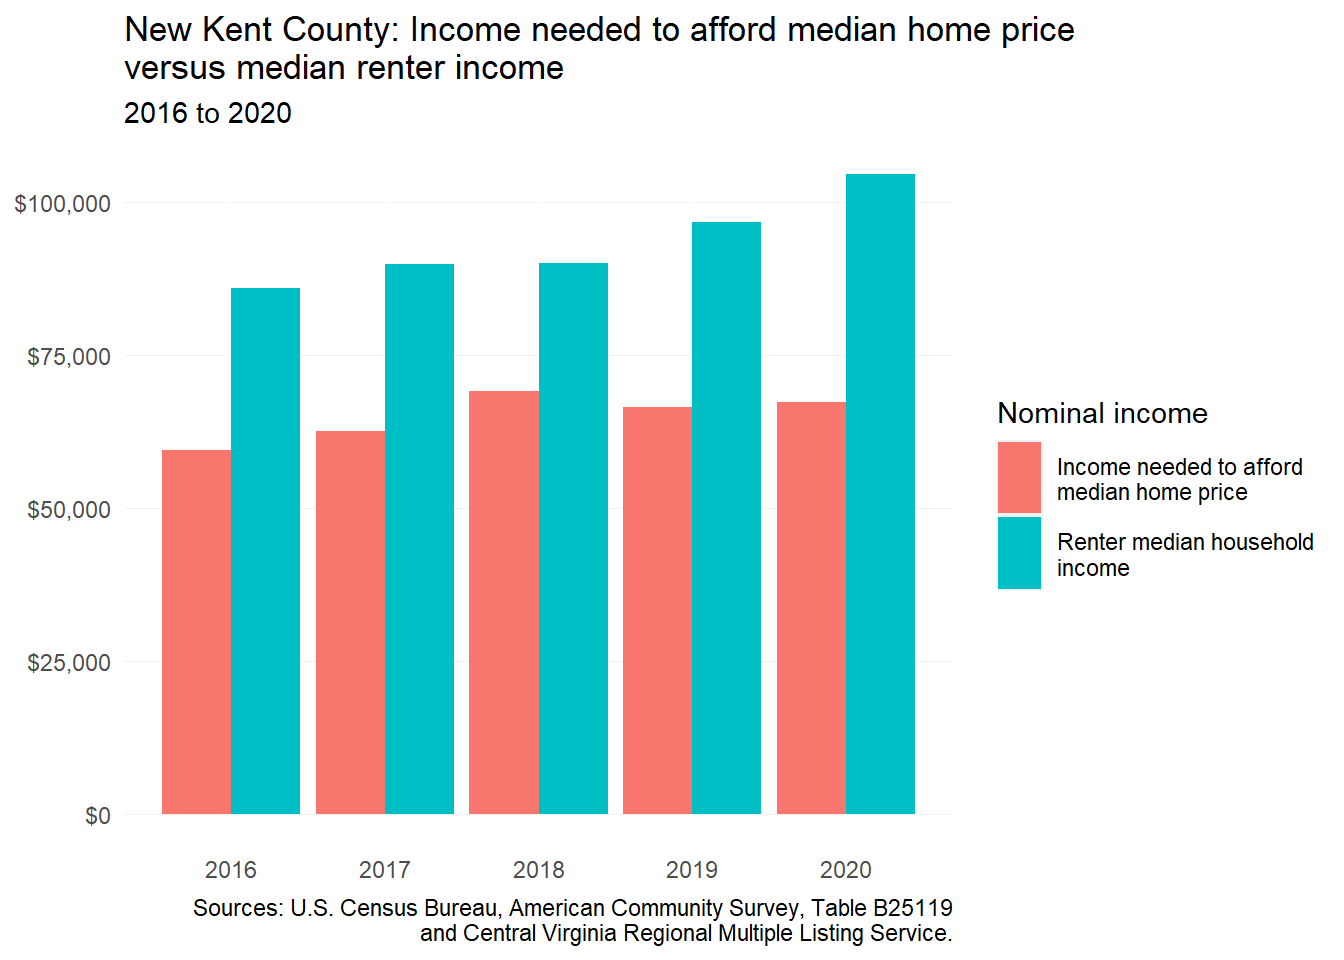 New Kent County: Income needed to afford median home price
versus median renter income
2016 to 2020
$100,000
$75,000
$50,000
$25,000
$0
2016
2017
2018
2019
2020
Nominal income
Income needed to afford
median home price
Renter median household
income
Sources: U.S. Census Bureau, American Community Survey, Table B25119
and Central Virginia Regional Multiple Listing Service.